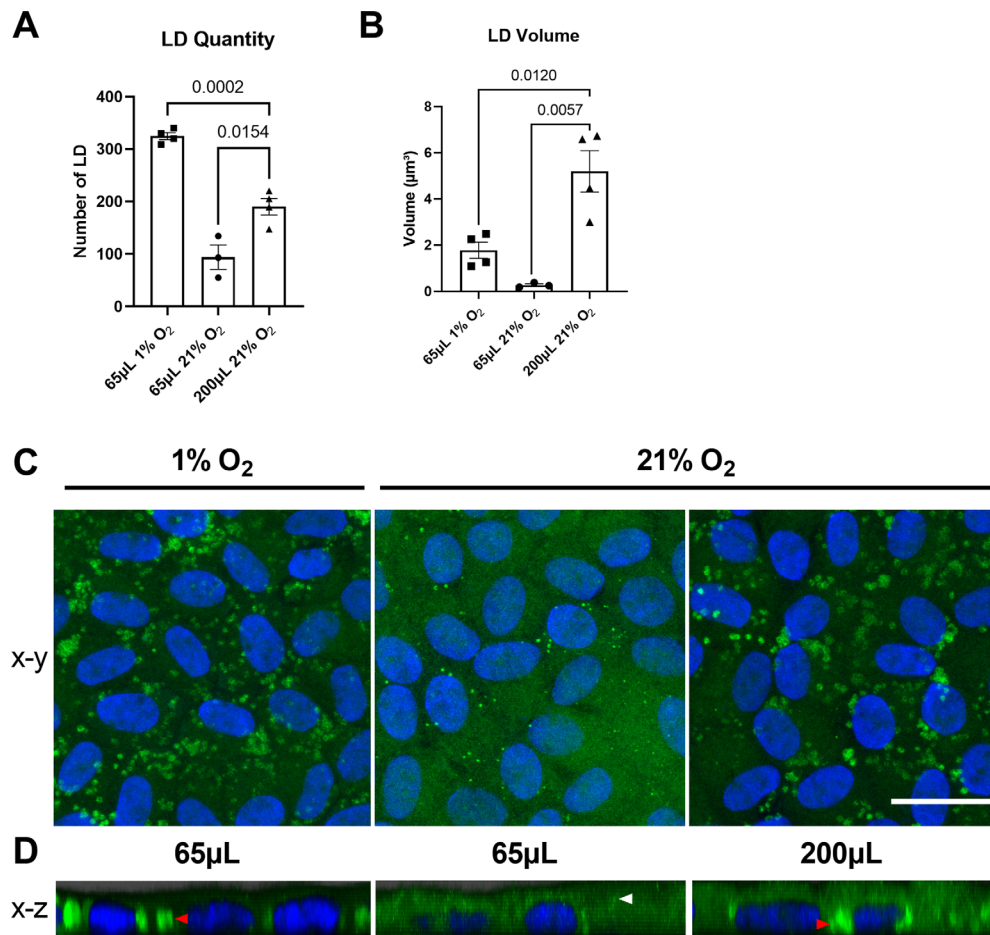 A
LD Quantity
0.0002
0.0154
400
300
200
100
0
Number of LD
65µL 1% O₂
65µL 21% O₂
200µL 21% O₂
B
LD Volume
0.0120
0.0057
8
6
4
2
0
Volume (µm³)
65µL 1% O₂
65µL 21% O₂
200µL 21% O₂
C
1% O₂
21% O₂
x-y
D
65µL
65µL
200µL
x-z